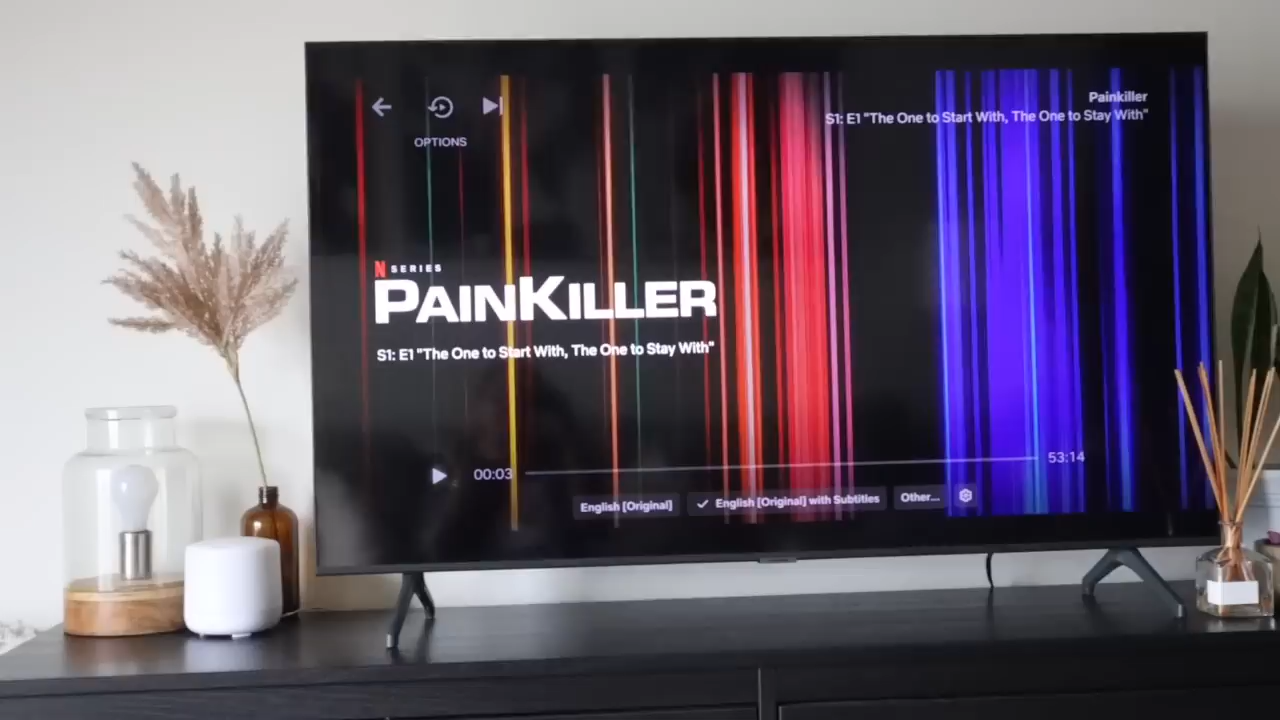 OPTIONS
Painkiller
S1: E1 "The One to Start With, The One to Stay With"
N SERIES
PAINKILLER
S1: E1 "The One to Start With, The One to Stay With"
00:03
53:14
English [Original]
English [Original] with Subtitles
Other...